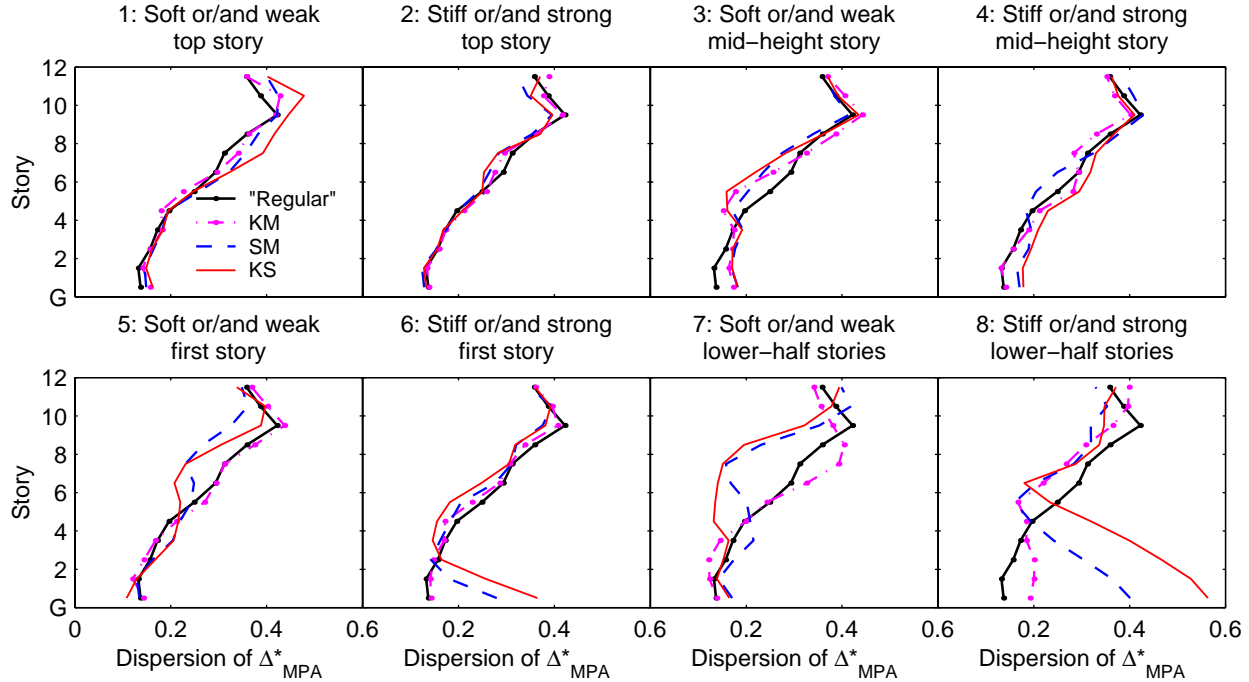 1: Soft or/and weak
top story
2: Stiff or/and strong
top story
3: Soft or/and weak
mid−height story
4: Stiff or/and strong
mid−height story
12
10
8
6
4
2
G
Story
"Regular"
KM
SM
KS
5: Soft or/and weak
first story
6: Stiff or/and strong
first story
7: Soft or/and weak
lower−half stories
8: Stiff or/and strong
lower−half stories
12
10
8
6
4
2
G
Story
0 0.2 0.4 0.6 0.2 0.4 0.6 0.2 0.4 0.6 0.2 0.4 0.6
Dispersion of Δ*MPA
Dispersion of Δ*MPA
Dispersion of Δ*MPA
Dispersion of Δ*MPA